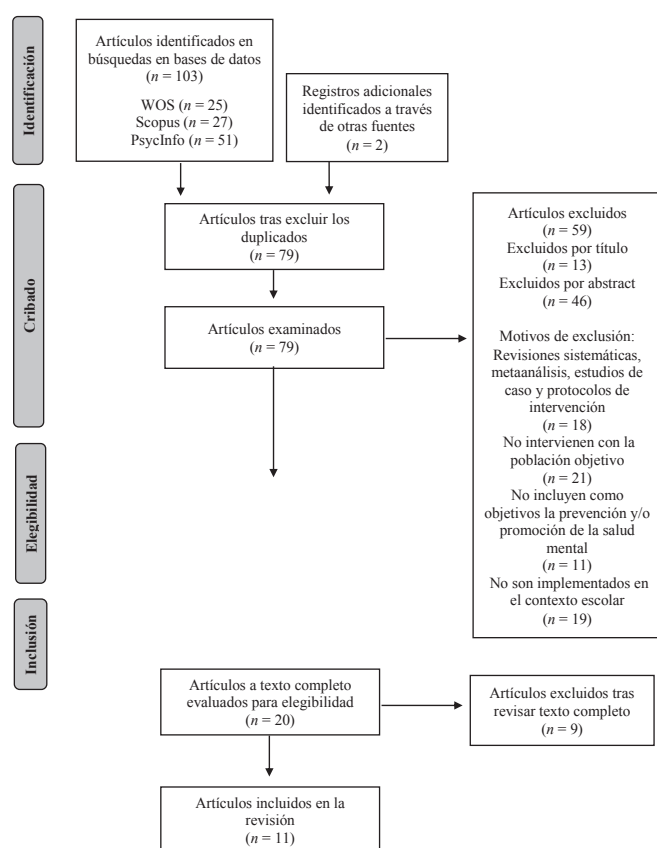 Identificación
Artículos identificados en
búsquedas en bases de datos
(n = 103)
WOS (n = 25)
Scopus (n = 27)
PsycInfo (n = 51)
Registros adicionales
identificados a través
de otras fuentes
(n = 2)
Cribado
Artículos tras excluir los
duplicados
(n = 79)
Artículos examinados
(n = 79)
Artículos excluidos
(n = 59)
Excluidos por título
(n = 13)
Excluidos por abstract
(n = 46)
Motivos de exclusión:
Revisiones sistemáticas,
metaanálisis, estudios de
caso y protocolos de
intervención
(n = 18)
No intervienen con la
población objetivo
(n = 21)
No incluyen como
objetivos la prevención y/o
promoción de la salud
mental
(n = 11)
No son implementados en
el contexto escolar
(n = 19)
Elegibilidad
Inclusión
Artículos a texto completo
evaluados para elegibilidad
(n = 20)
Artículos excluidos tras
revisar texto completo
(n = 9)
Artículos incluidos en la
revisión
(n = 11)